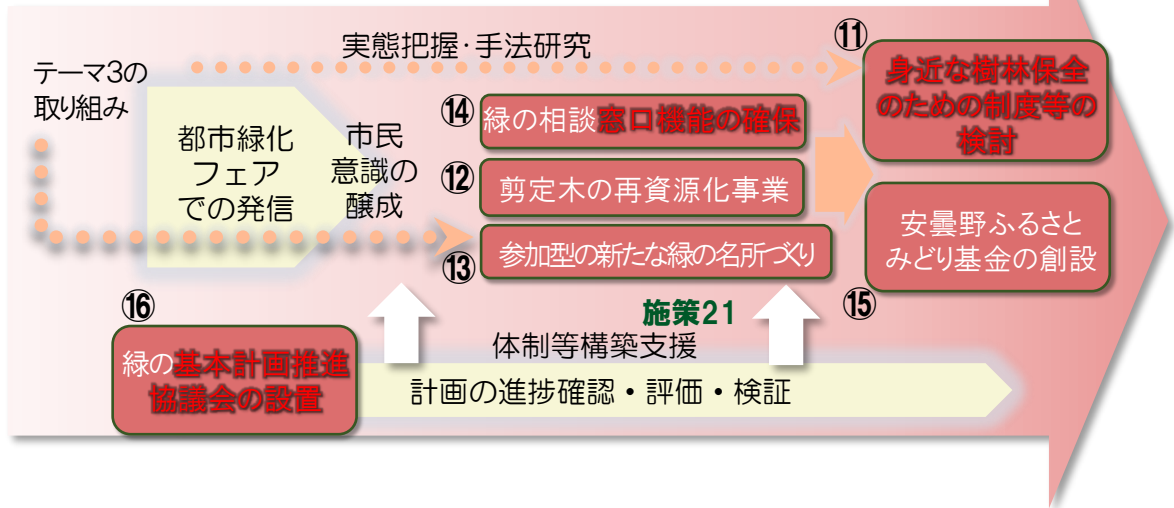 実態把握・手法研究
⑪
身近な樹林保全
のための制度等の
検討
テーマ3の
取り組み
都市緑化
フェア
での発信
市民
意識の
醸成
⑭
緑の相談窓口機能の確保
⑫
剪定木の再資源化事業
⑬
参加型の新たな緑の名所づくり
安曇野ふるさと
みどり基金の創設
⑮
⑯
緑の基本計画推進
協議会の設置
施策21
体制等構築支援
計画の進捗確認・評価・検証